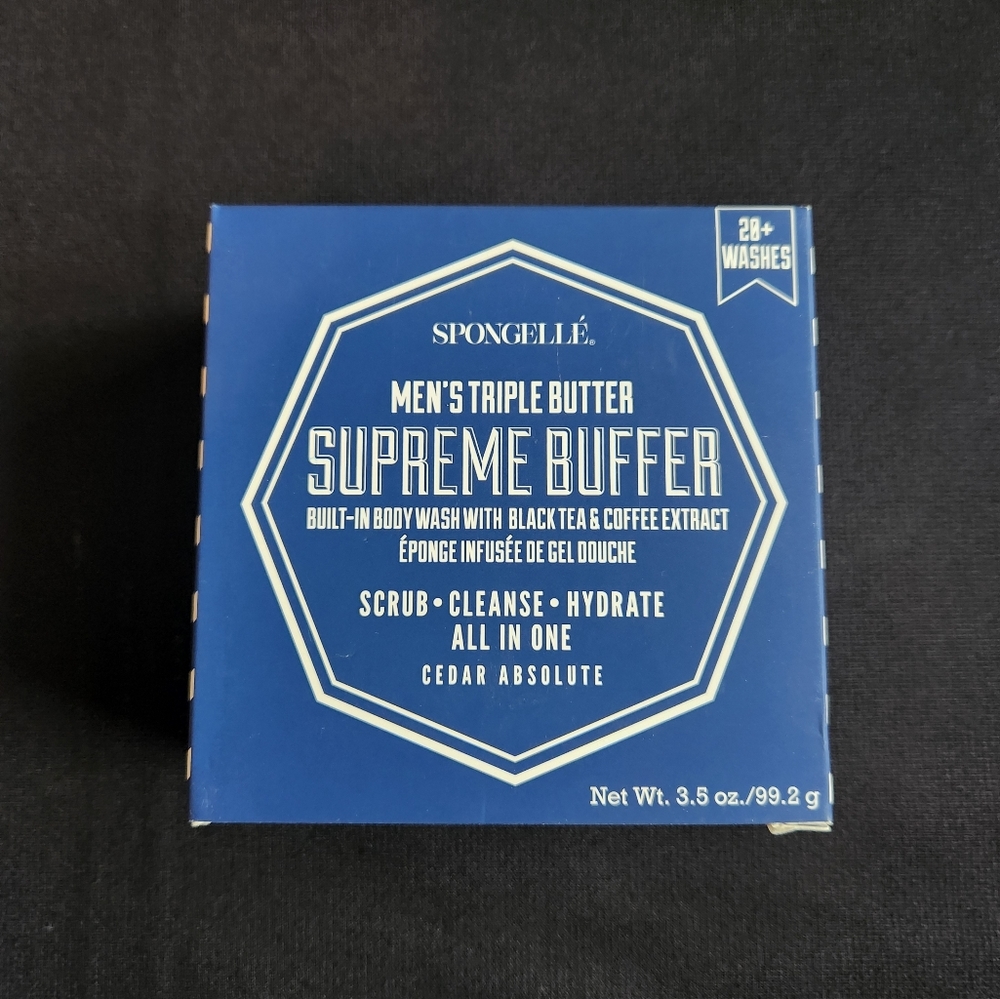 20+
WASHES
SPONGELLÉ®
MEN'S TRIPLE BUTTER
SUPREME BUFFER
BUILT-IN BODY WASH WITH BLACK TEA & COFFEE EXTRACT
ÉPONGE INFUSÉE DE GEL DOUCHE
SCRUB • CLEANSE • HYDRATE
ALL IN ONE
CEDAR ABSOLUTE
Net Wt. 3.5 oz./99.2 g